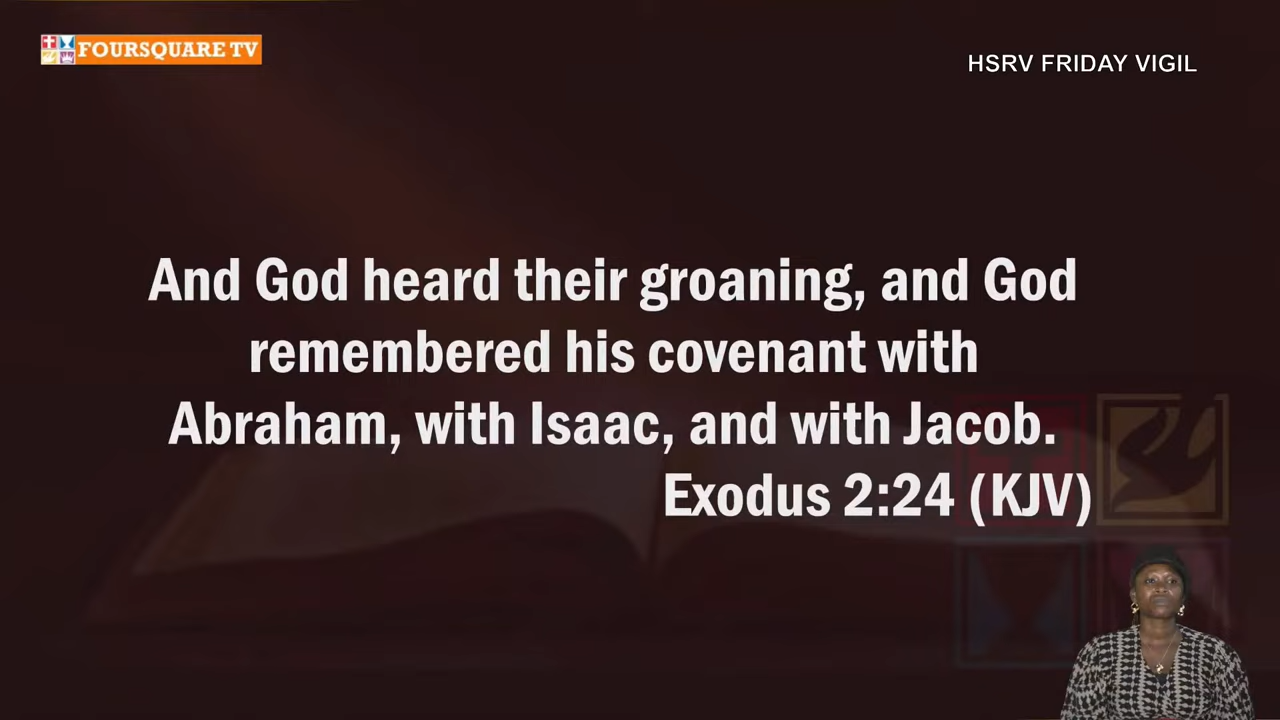 FOURSQUARE TV
HSRV FRIDAY VIGIL
And God heard their groaning, and God
remembered his covenant with
Abraham, with Isaac, and with Jacob.
Exodus 2:24 (KJV)